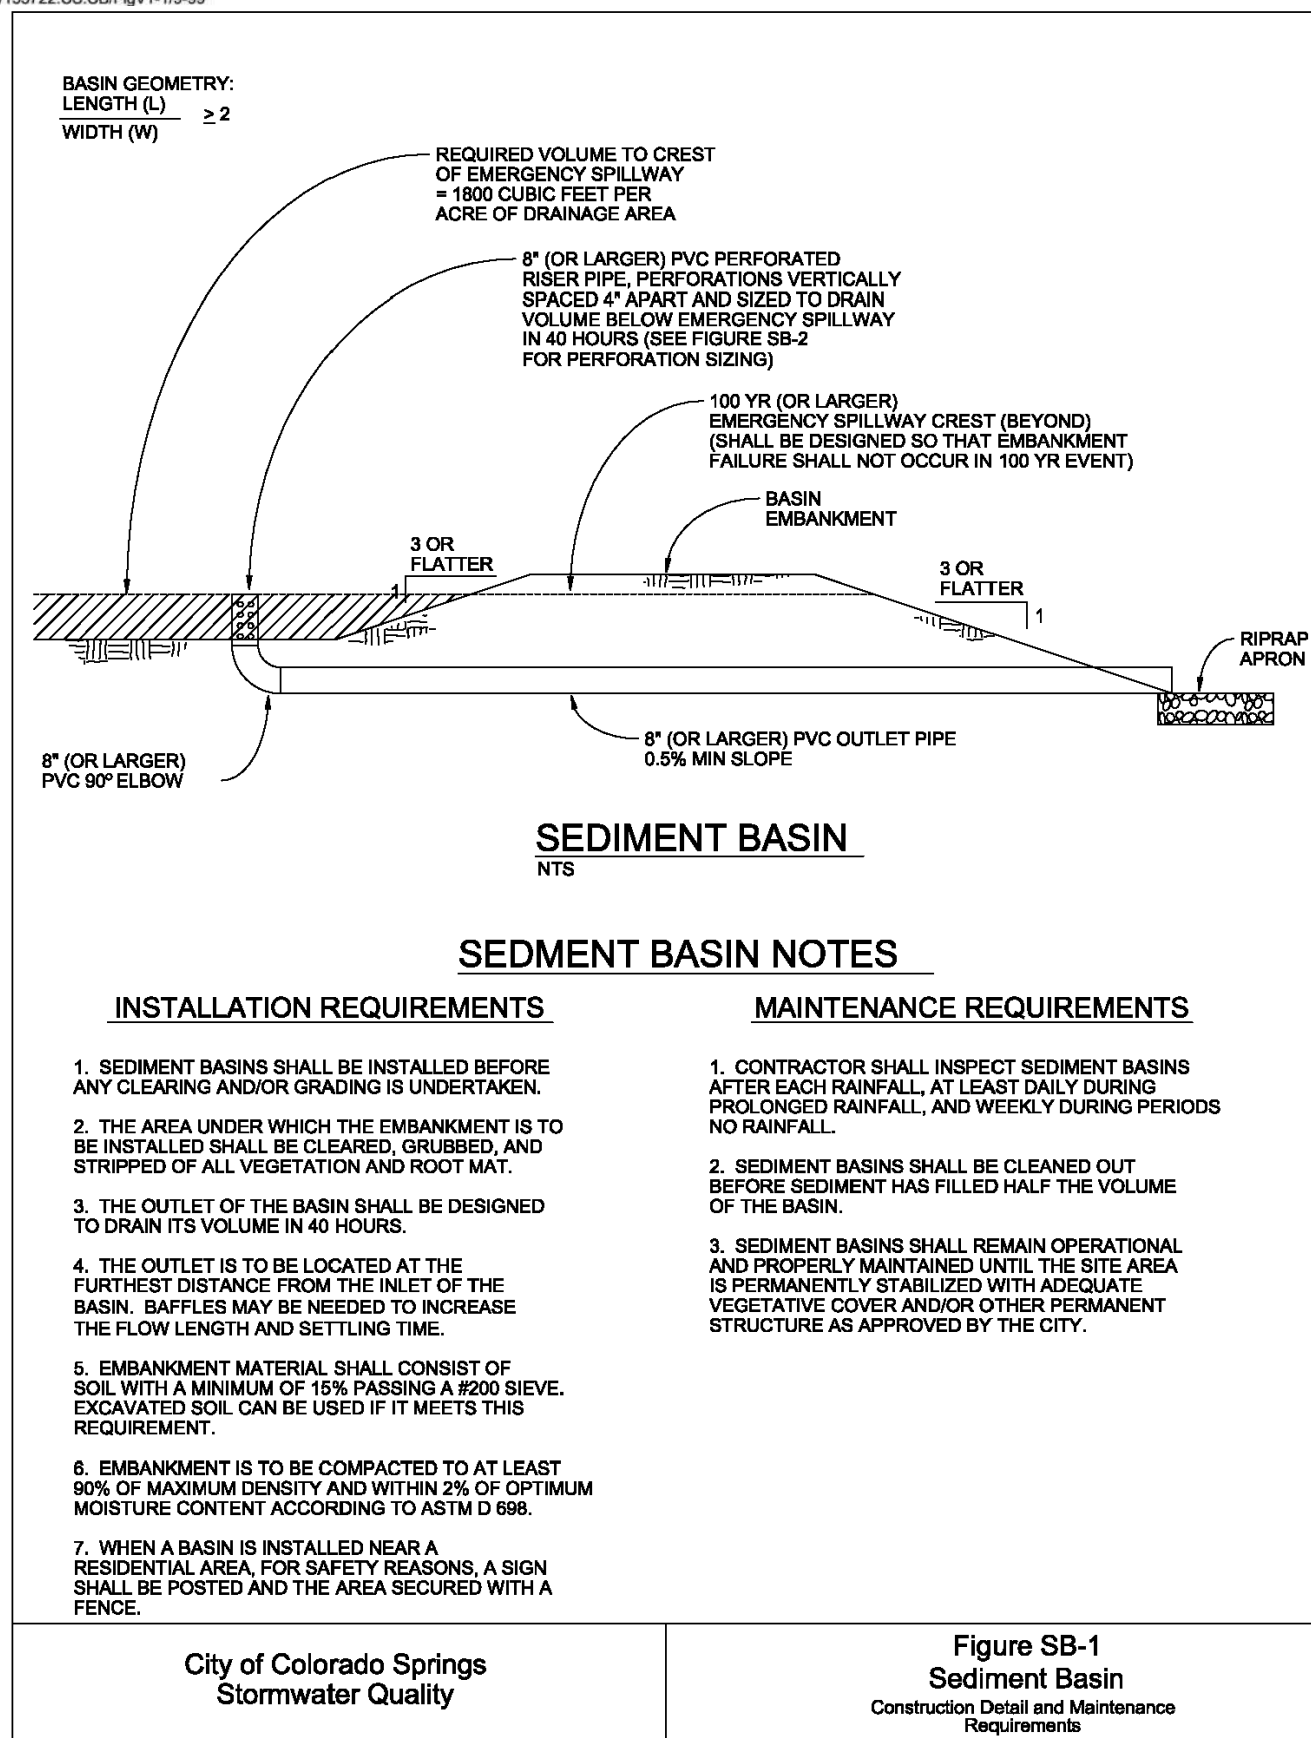 BASIN GEOMETRY:
LENGTH (L)
WIDTH (W)
≥ 2
REQUIRED VOLUME TO CREST
OF EMERGENCY SPILLWAY
= 1800 CUBIC FEET PER
ACRE OF DRAINAGE AREA
8" (OR LARGER) PVC PERFORATED
RISER PIPE, PERFORATIONS VERTICALLY
SPACED 4" APART AND SIZED TO DRAIN
VOLUME BELOW EMERGENCY SPILLWAY
IN 40 HOURS (SEE FIGURE SB-2
FOR PERFORATION SIZING)
100 YR (OR LARGER)
EMERGENCY SPILLWAY CREST (BEYOND)
(SHALL BE DESIGNED SO THAT EMBANKMENT
FAILURE SHALL NOT OCCUR IN 100 YR EVENT)
BASIN
EMBANKMENT
3 OR
FLATTER
1
3 OR
FLATTER
1
RIPRAP
APRON
8" (OR LARGER) PVC OUTLET PIPE
0.5% MIN SLOPE
8" (OR LARGER)
PVC 90º ELBOW
SEDIMENT BASIN
NTS
SEDMENT BASIN NOTES
INSTALLATION REQUIREMENTS
1. SEDIMENT BASINS SHALL BE INSTALLED BEFORE
ANY CLEARING AND/OR GRADING IS UNDERTAKEN.
2. THE AREA UNDER WHICH THE EMBANKMENT IS TO
BE INSTALLED SHALL BE CLEARED, GRUBBED, AND
STRIPPED OF ALL VEGETATION AND ROOT MAT.
3. THE OUTLET OF THE BASIN SHALL BE DESIGNED
TO DRAIN ITS VOLUME IN 40 HOURS.
4. THE OUTLET IS TO BE LOCATED AT THE
FURTHEST DISTANCE FROM THE INLET OF THE
BASIN. BAFFLES MAY BE NEEDED TO INCREASE
THE FLOW LENGTH AND SETTLING TIME.
5. EMBANKMENT MATERIAL SHALL CONSIST OF
SOIL WITH A MINIMUM OF 15% PASSING A #200 SIEVE.
EXCAVATED SOIL CAN BE USED IF IT MEETS THIS
REQUIREMENT.
6. EMBANKMENT IS TO BE COMPACTED TO AT LEAST
90% OF MAXIMUM DENSITY AND WITHIN 2% OF OPTIMUM
MOISTURE CONTENT ACCORDING TO ASTM D 698.
7. WHEN A BASIN IS INSTALLED NEAR A
RESIDENTIAL AREA, FOR SAFETY REASONS, A SIGN
SHALL BE POSTED AND THE AREA SECURED WITH A
FENCE.
MAINTENANCE REQUIREMENTS
1. CONTRACTOR SHALL INSPECT SEDIMENT BASINS
AFTER EACH RAINFALL, AT LEAST DAILY DURING
PROLONGED RAINFALL, AND WEEKLY DURING PERIODS
NO RAINFALL.
2. SEDIMENT BASINS SHALL BE CLEANED OUT
BEFORE SEDIMENT HAS FILLED HALF THE VOLUME
OF THE BASIN.
3. SEDIMENT BASINS SHALL REMAIN OPERATIONAL
AND PROPERLY MAINTAINED UNTIL THE SITE AREA
IS PERMANENTLY STABILIZED WITH ADEQUATE
VEGETATIVE COVER AND/OR OTHER PERMANENT
STRUCTURE AS APPROVED BY THE CITY.
City of Colorado Springs
Stormwater Quality
Figure SB-1
Sediment Basin
Construction Detail and Maintenance
Requirements